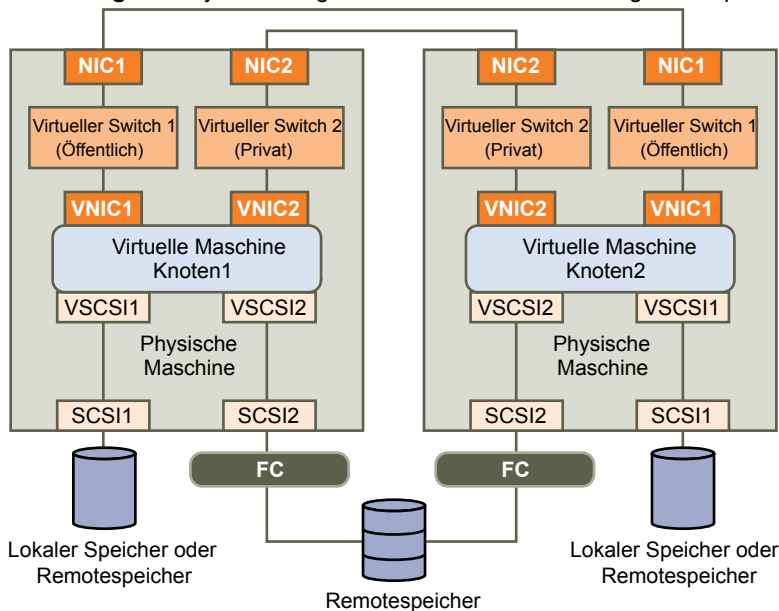 NIC1 NIC2 NIC2 NIC1
Virtueller Switch 1
(Öffentlich)
Virtueller Switch 2
(Privat)
Virtueller Switch 2
(Privat)
Virtueller Switch 1
(Öffentlich)
VNIC1 VNIC2 VNIC2 VNIC1
Virtuelle Maschine
Knoten1
Virtuelle Maschine
Knoten2
VSCSI1 VSCSI2 VSCSI2 VSCSI1
Physische
Maschine
Physische
Maschine
SCSI1 SCSI2 SCSI2 SCSI1
FC FC
Lokaler Speicher oder
Remotespeicher
Lokaler Speicher oder
Remotespeicher
Remotespeicher